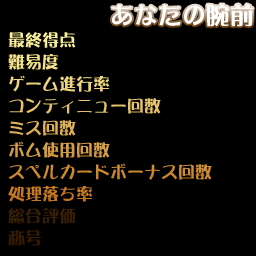 あなたの腕前
最終得点
難易度
ゲーム進行率
コンティニュー回数
ミス回数
ボム使用回数
スペルカードボーナス回数
処理落ち率
総合評価
称号